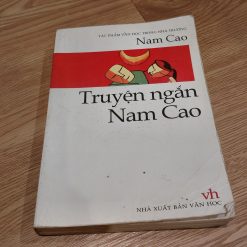 TÁC PHẨM VĂN HỌC TRONG NHÀ TRƯỜNG
Nam Cao
Truyện ngắn
Nam Cao
vh
NHÀ XUẤT BẢN VĂN HỌC